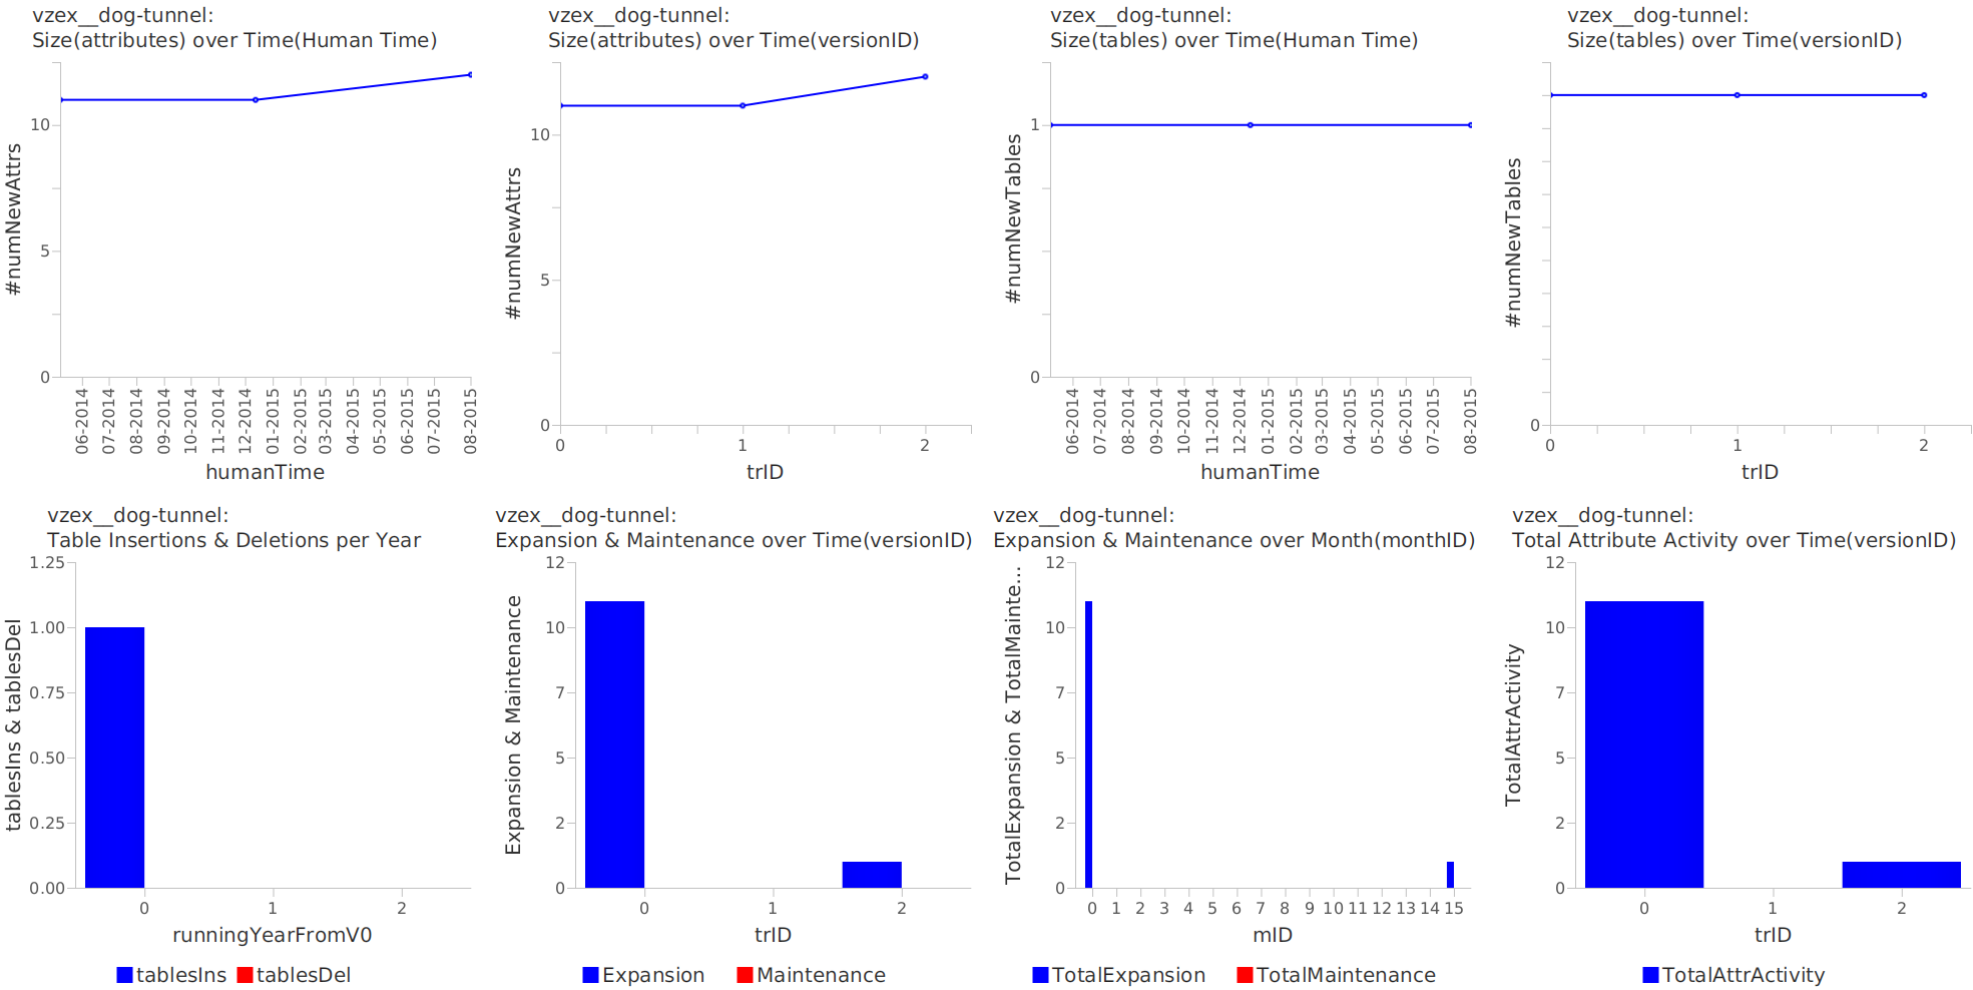 vzex__dog-tunnel:
Size(attributes) over Time(Human Time)
#numNewAttrs
10
5
0
06-2014
07-2014
08-2014
09-2014
10-2014
11-2014
12-2014
01-2015
02-2015
03-2015
04-2015
05-2015
06-2015
07-2015
08-2015
humanTime
vzex__dog-tunnel:
Size(attributes) over Time(versionID)
#numNewAttrs
10
5
0
0 1 2
trID
vzex__dog-tunnel:
Size(tables) over Time(Human Time)
#numNewTables
1
0
06-2014
07-2014
08-2014
09-2014
10-2014
11-2014
12-2014
01-2015
02-2015
03-2015
04-2015
05-2015
06-2015
07-2015
08-2015
humanTime
vzex__dog-tunnel:
Size(tables) over Time(versionID)
#numNewTables
0
0 1 2
trID
vzex__dog-tunnel:
Table Insertions & Deletions per Year
tablesIns & tablesDel
1.25
1.00
0.75
0.50
0.25
0.00
0 1 2
runningYearFromV0
tablesIns tablesDel
vzex__dog-tunnel:
Expansion & Maintenance over Time(versionID)
Expansion & Maintenance
12
10
7
5
2
0
0 1 2
trID
Expansion Maintenance
vzex__dog-tunnel:
Expansion & Maintenance over Month(monthID)
TotalExpansion & TotalMainte...
12
10
7
5
2
0
0 1 2 3 4 5 6 7 8 9 10 11 12 13 14 15
mID
TotalExpansion TotalMaintenance
vzex__dog-tunnel:
Total Attribute Activity over Time(versionID)
TotalAttrActivity
12
10
7
5
2
0
0 1 2
trID
TotalAttrActivity